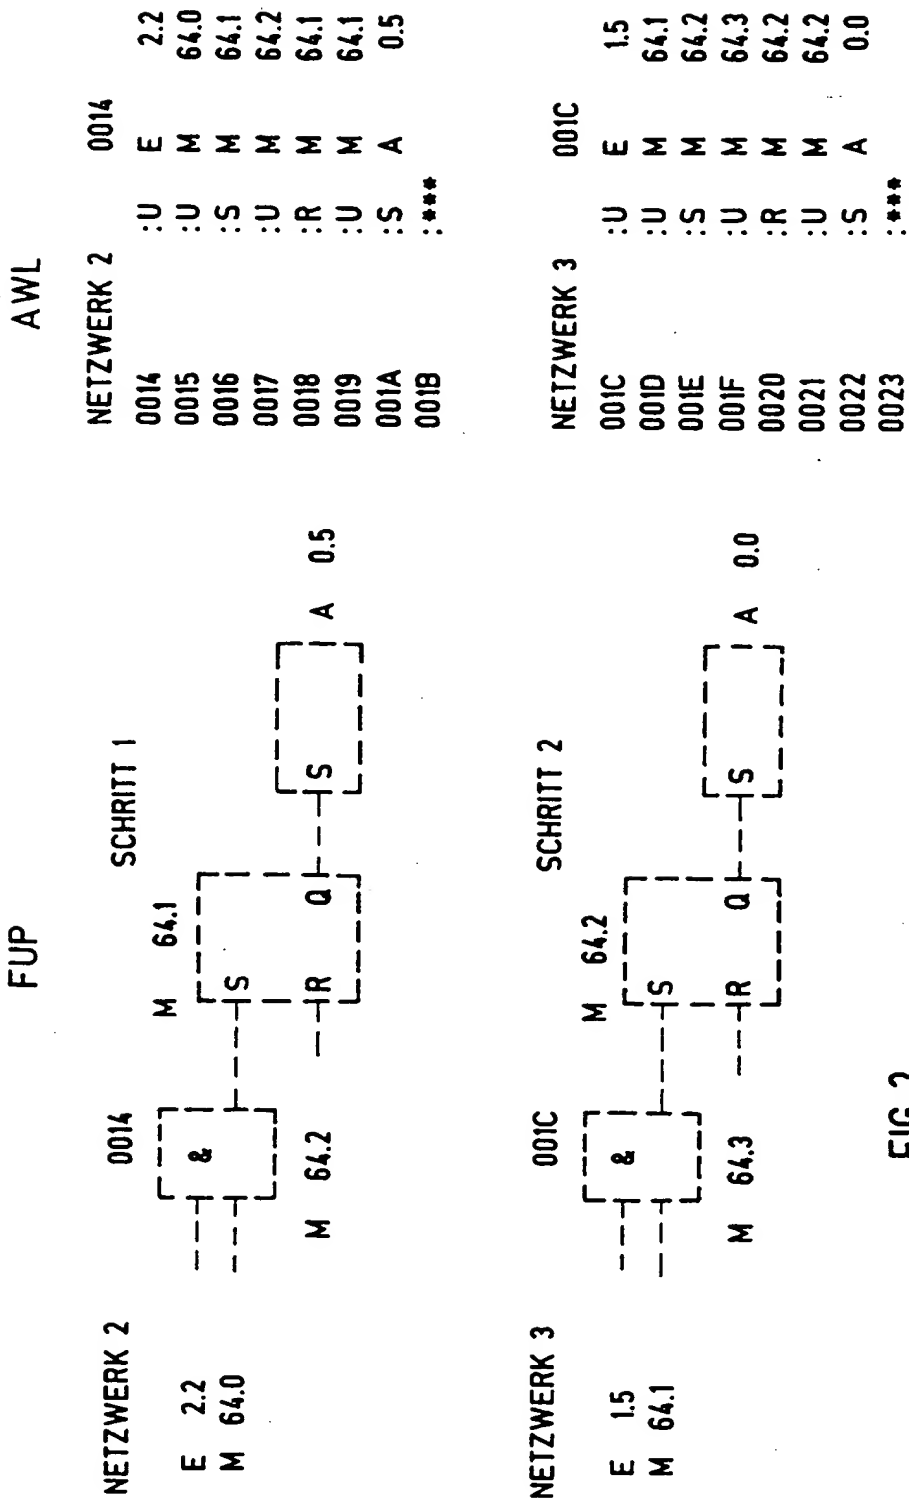 FUP
NETZWERK 2 0014
SCHRITT 1
E 2.2
M 64.0
&
M 64.1
S
M 64.2
R Q
S
A 0.5
NETZWERK 3 001C
SCHRITT 2
E 1.5
M 64.1
&
M 64.2
S
M 64.3
R Q
S
A 0.0
AWL
NETZWERK 2 0014
0014 :U E 2.2
0015 :U M 64.0
0016 :S M 64.1
0017 :U M 64.2
0018 :R M 64.1
0019 :U M 64.1
001A :S A 0.5
001B :***
NETZWERK 3 001C
001C :U E 1.5
001D :U M 64.1
001E :S M 64.2
001F :U M 64.3
0020 :R M 64.2
0021 :U M 64.2
0022 :S A 0.0
0023 :***
FIG 2